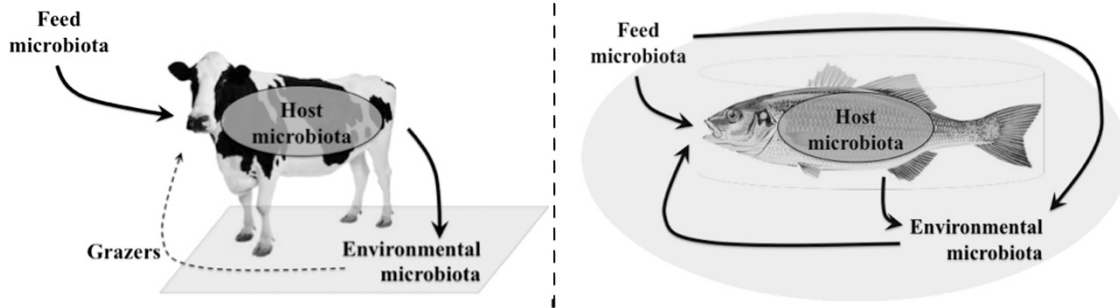 Feed
microbiota
Host
microbiota
Grazers
Environmental
microbiota
Feed
microbiota
Host
microbiota
Environmental
microbiota